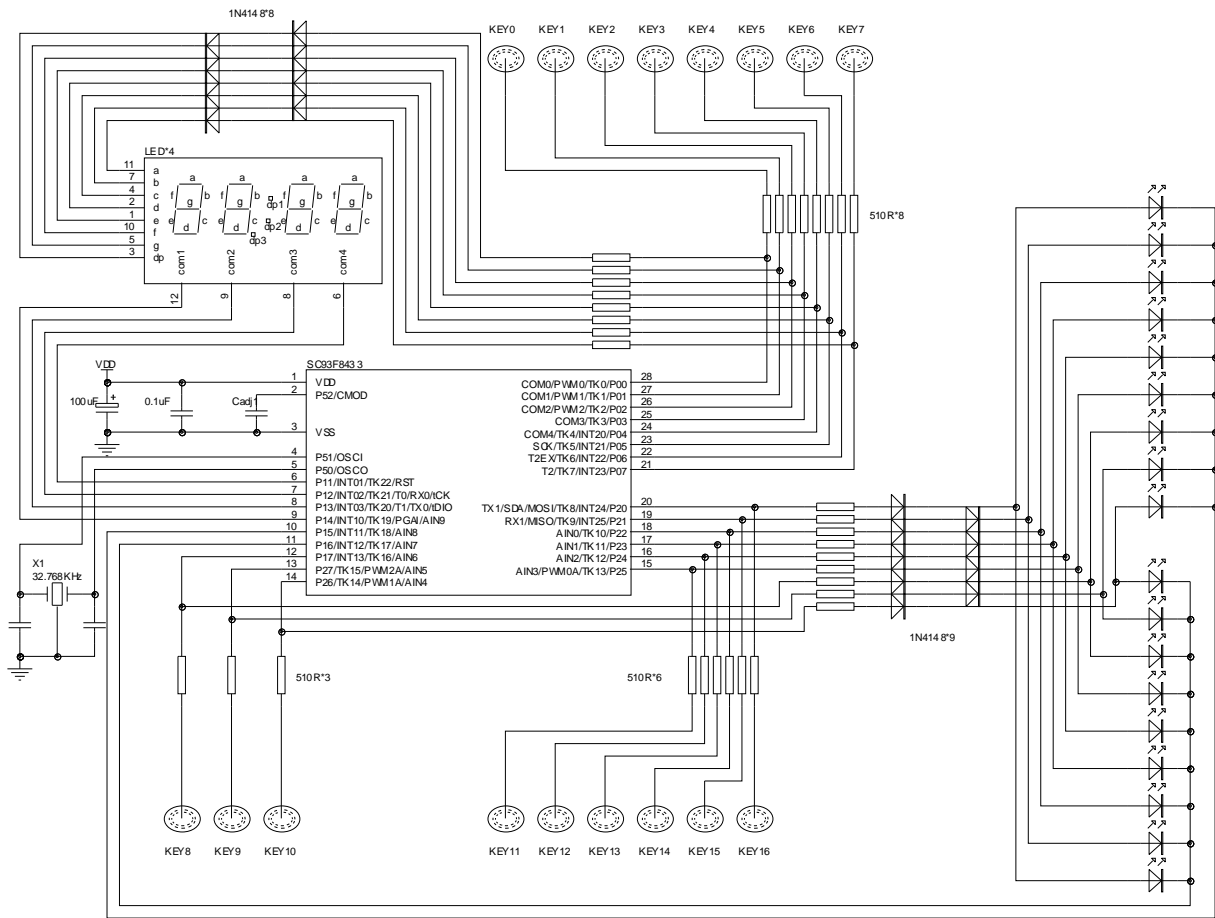 1N414 8*8
KEY0 KEY1 KEY2 KEY3 KEY4 KEY5 KEY6 KEY7
LED*4
11 a
7 b
4 c
2 d
1 e
10 f
5 g
3 dp
a f b g e c d
a f b g e c d
dp1
dp2
dp3
a f b g e c d
a f b g e c d
com1 com2 com3 com4
12 9 8 6
510R*8
VDD
100uF
+
0.1uF
Cadj1
SC93F843 3
1 VDD
2 P52/CMOD
3 VSS
4 P51/OSCI
5 P50/OSCO
6 P11/INT01/TK22/RST
7 P12/INT02/TK21/T0/RX0/tCK
8 P13/INT03/TK20/T1/TX0/tDIO
9 P14/INT10/TK19/PGAI/AIN9
10 P15/INT11/TK18/AIN8
11 P16/INT12/TK17/AIN7
12 P17/INT13/TK16/AIN6
13 P27/TK15/PWM2A/AIN5
14 P26/TK14/PWM1A/AIN4
COM0/PWM0/TK0/P00 28
COM1/PWM1/TK1/P01 27
COM2/PWM2/TK2/P02 26
COM3/TK3/P03 25
COM4/TK4/INT20/P04 24
SCK/TK5/INT21/P05 23
T2EX/TK6/INT22/P06 22
T2/TK7/INT23/P07 21
TX1/SDA/MOSI/TK8/INT24/P20 20
RX1/MISO/TK9/INT25/P21 19
AIN0/TK10/P22 18
AIN1/TK11/P23 17
AIN2/TK12/P24 16
AIN3/PWM0A/TK13/P25 15
X1
32.768KHz
1N414 8*9
510R*3
510R*6
KEY8 KEY9 KEY10 KEY11 KEY12 KEY13 KEY14 KEY15 KEY16